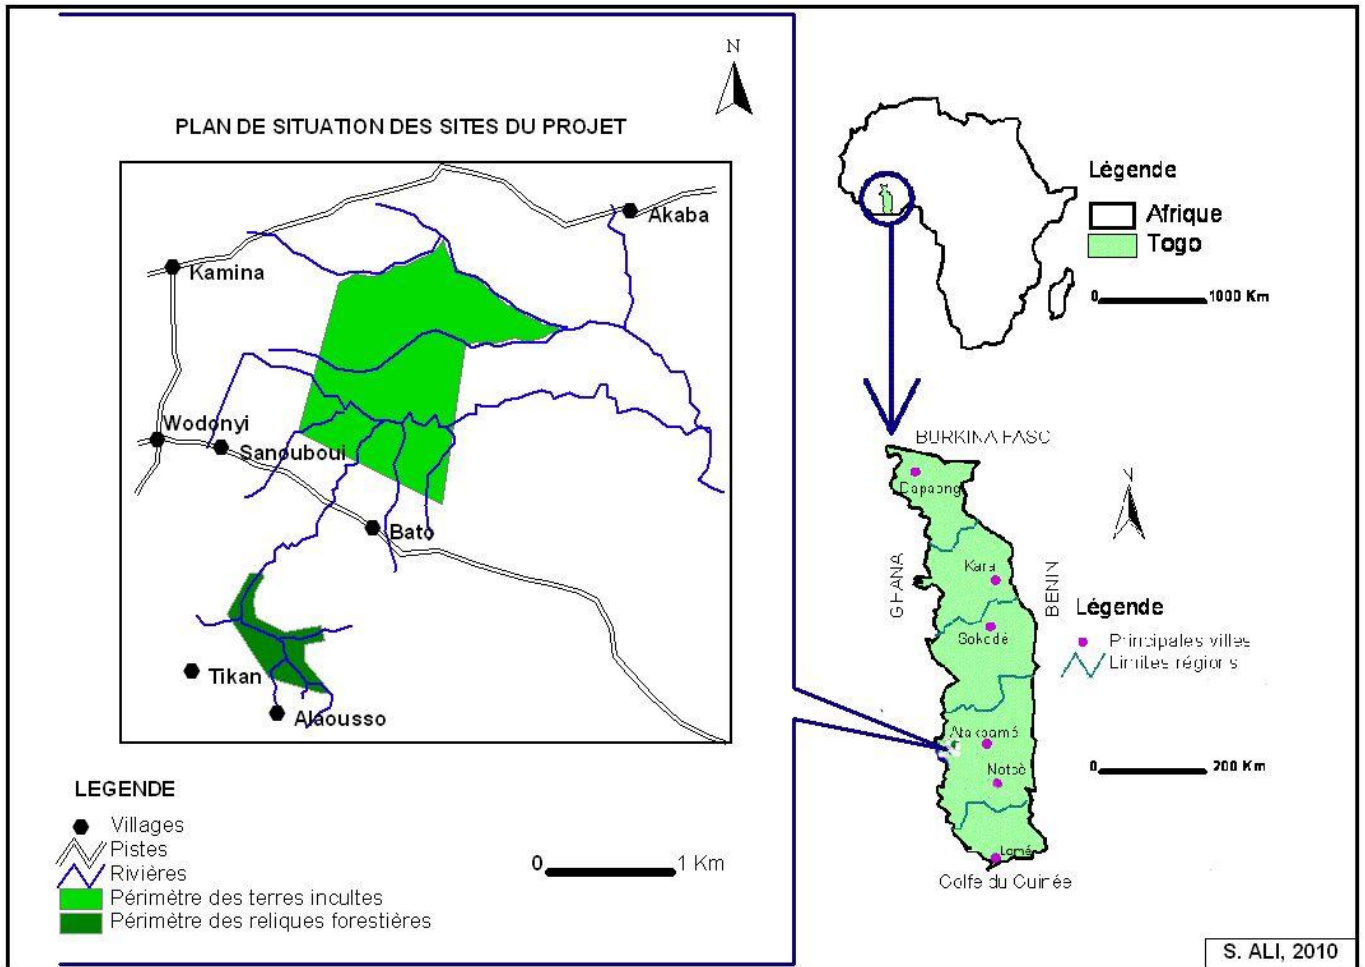 N
PLAN DE SITUATION DES SITES DU PROJET
Akaba
Kamina
Wodonyi
Sanouboui
Bato
Tikan
Alaousso
LEGENDE
Villages
Pistes
Rivières
Périmètre des terres incultes
Périmètre des reliques forestières
0 1 Km
Légende
Afrique
Togo
0 1000 Km
BURKINA FASO
N
Dapaong
GHANA
Kara
BENIN
Sokodé
Légende
Principales villes
Limites régions
Atakpamé
Notsè
0 200 Km
Lomé
Golfe du Guinée
S. ALI, 2010